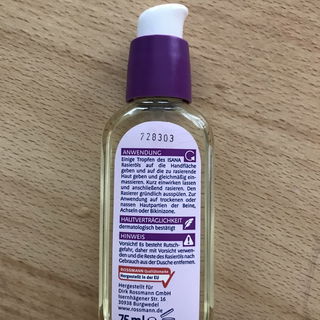 728303
ANWENDUNG
Einige Tropfen des ISANA
Rasieröls auf die Handfläche
geben und auf die zu rasierende
Haut geben und gleichmäßig ein-
massieren. Kurz einwirken lassen
und anschließend rasieren. Den
Rasierer gründlich ausspülen. Zur
Anwendung auf trockenen oder
nassen Hautpartien der Beine,
Achseln oder Bikinizone.
HAUTVERTRÄGLICHKEIT
dermatologisch bestätigt
HINWEIS
Vorsicht! Es besteht Rutsch-
gefahr, daher mit Vorsicht verwen-
den und die Reste des Rasieröls nach
Gebrauch aus der Dusche entfernen.
ROSSMANN Qualitätsmarke
Hergestellt in der EU
Hergestellt für:
Dirk Rossmann GmbH
Isernhägener Str. 16
30938 Burgwedel
75 ml